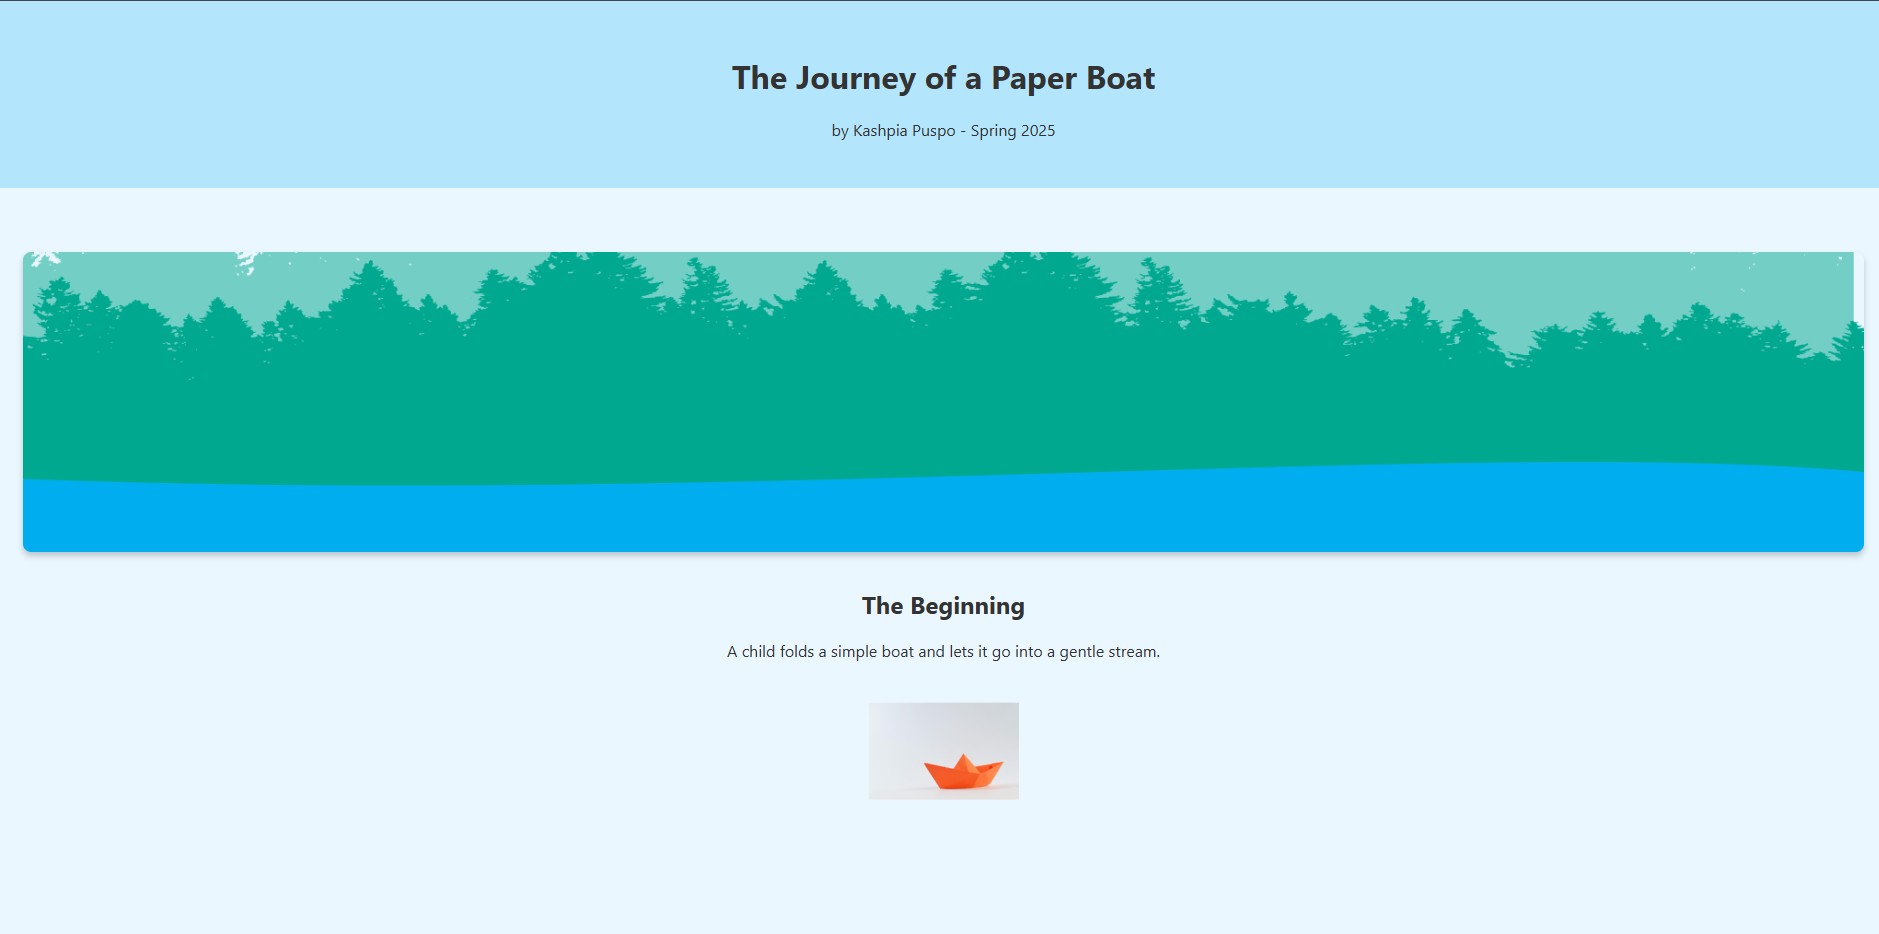 The Journey of a Paper Boat
by Kashpia Puspo - Spring 2025
The Beginning
A child folds a simple boat and lets it go into a gentle stream.